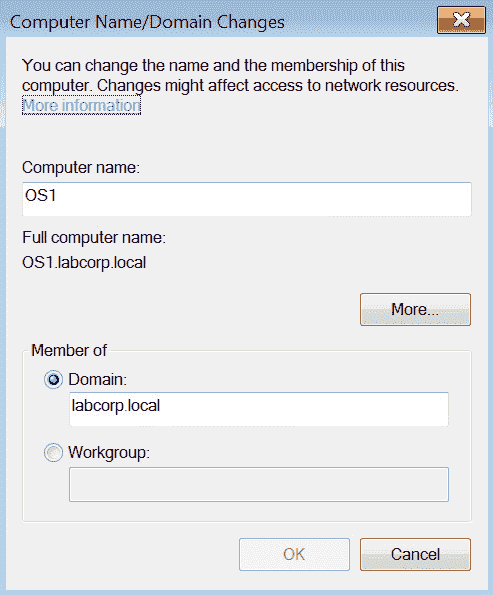 Computer Name/Domain Changes
You can change the name and the membership of this
computer. Changes might affect access to network resources.
More information
Computer name:
OS1
Full computer name:
OS1.labcorp.local
More...
Member of
Domain:
labcorp.local
Workgroup:
OK
Cancel